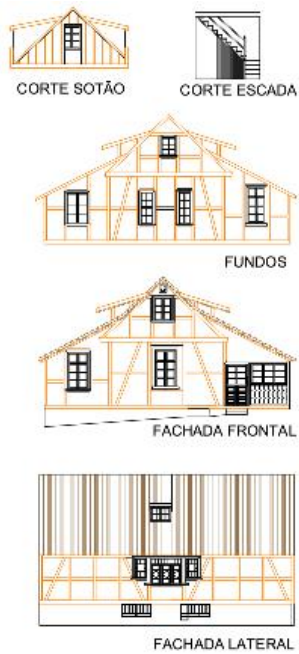 CORTE SOTÃO
CORTE ESCADA
FUNDOS
FACHADA FRONTAL
FACHADA LATERAL